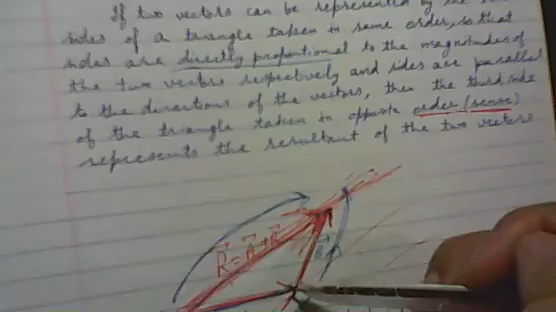 If two vectors can be represented by the
sides of a triangle taken in same order, so that
sides are directly proportional to the magnitudes of
the two vectors respectively and sides are parallel
to the directions of the vectors, then the third side
of the triangle taken in opposite order (sense)
represents the resultant of the two vectors
R =